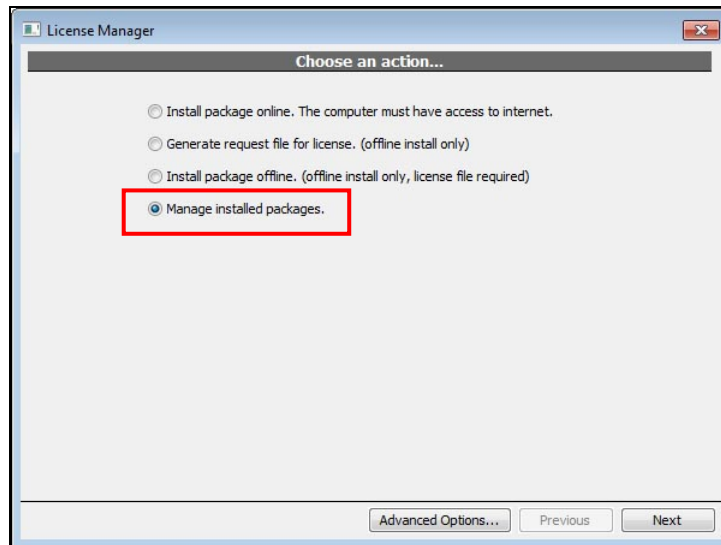 License Manager
Choose an action...
Install package online. The computer must have access to internet.
Generate request file for license. (offline install only)
Install package offline. (offline install only, license file required)
Manage installed packages.
Advanced Options...
Previous
Next